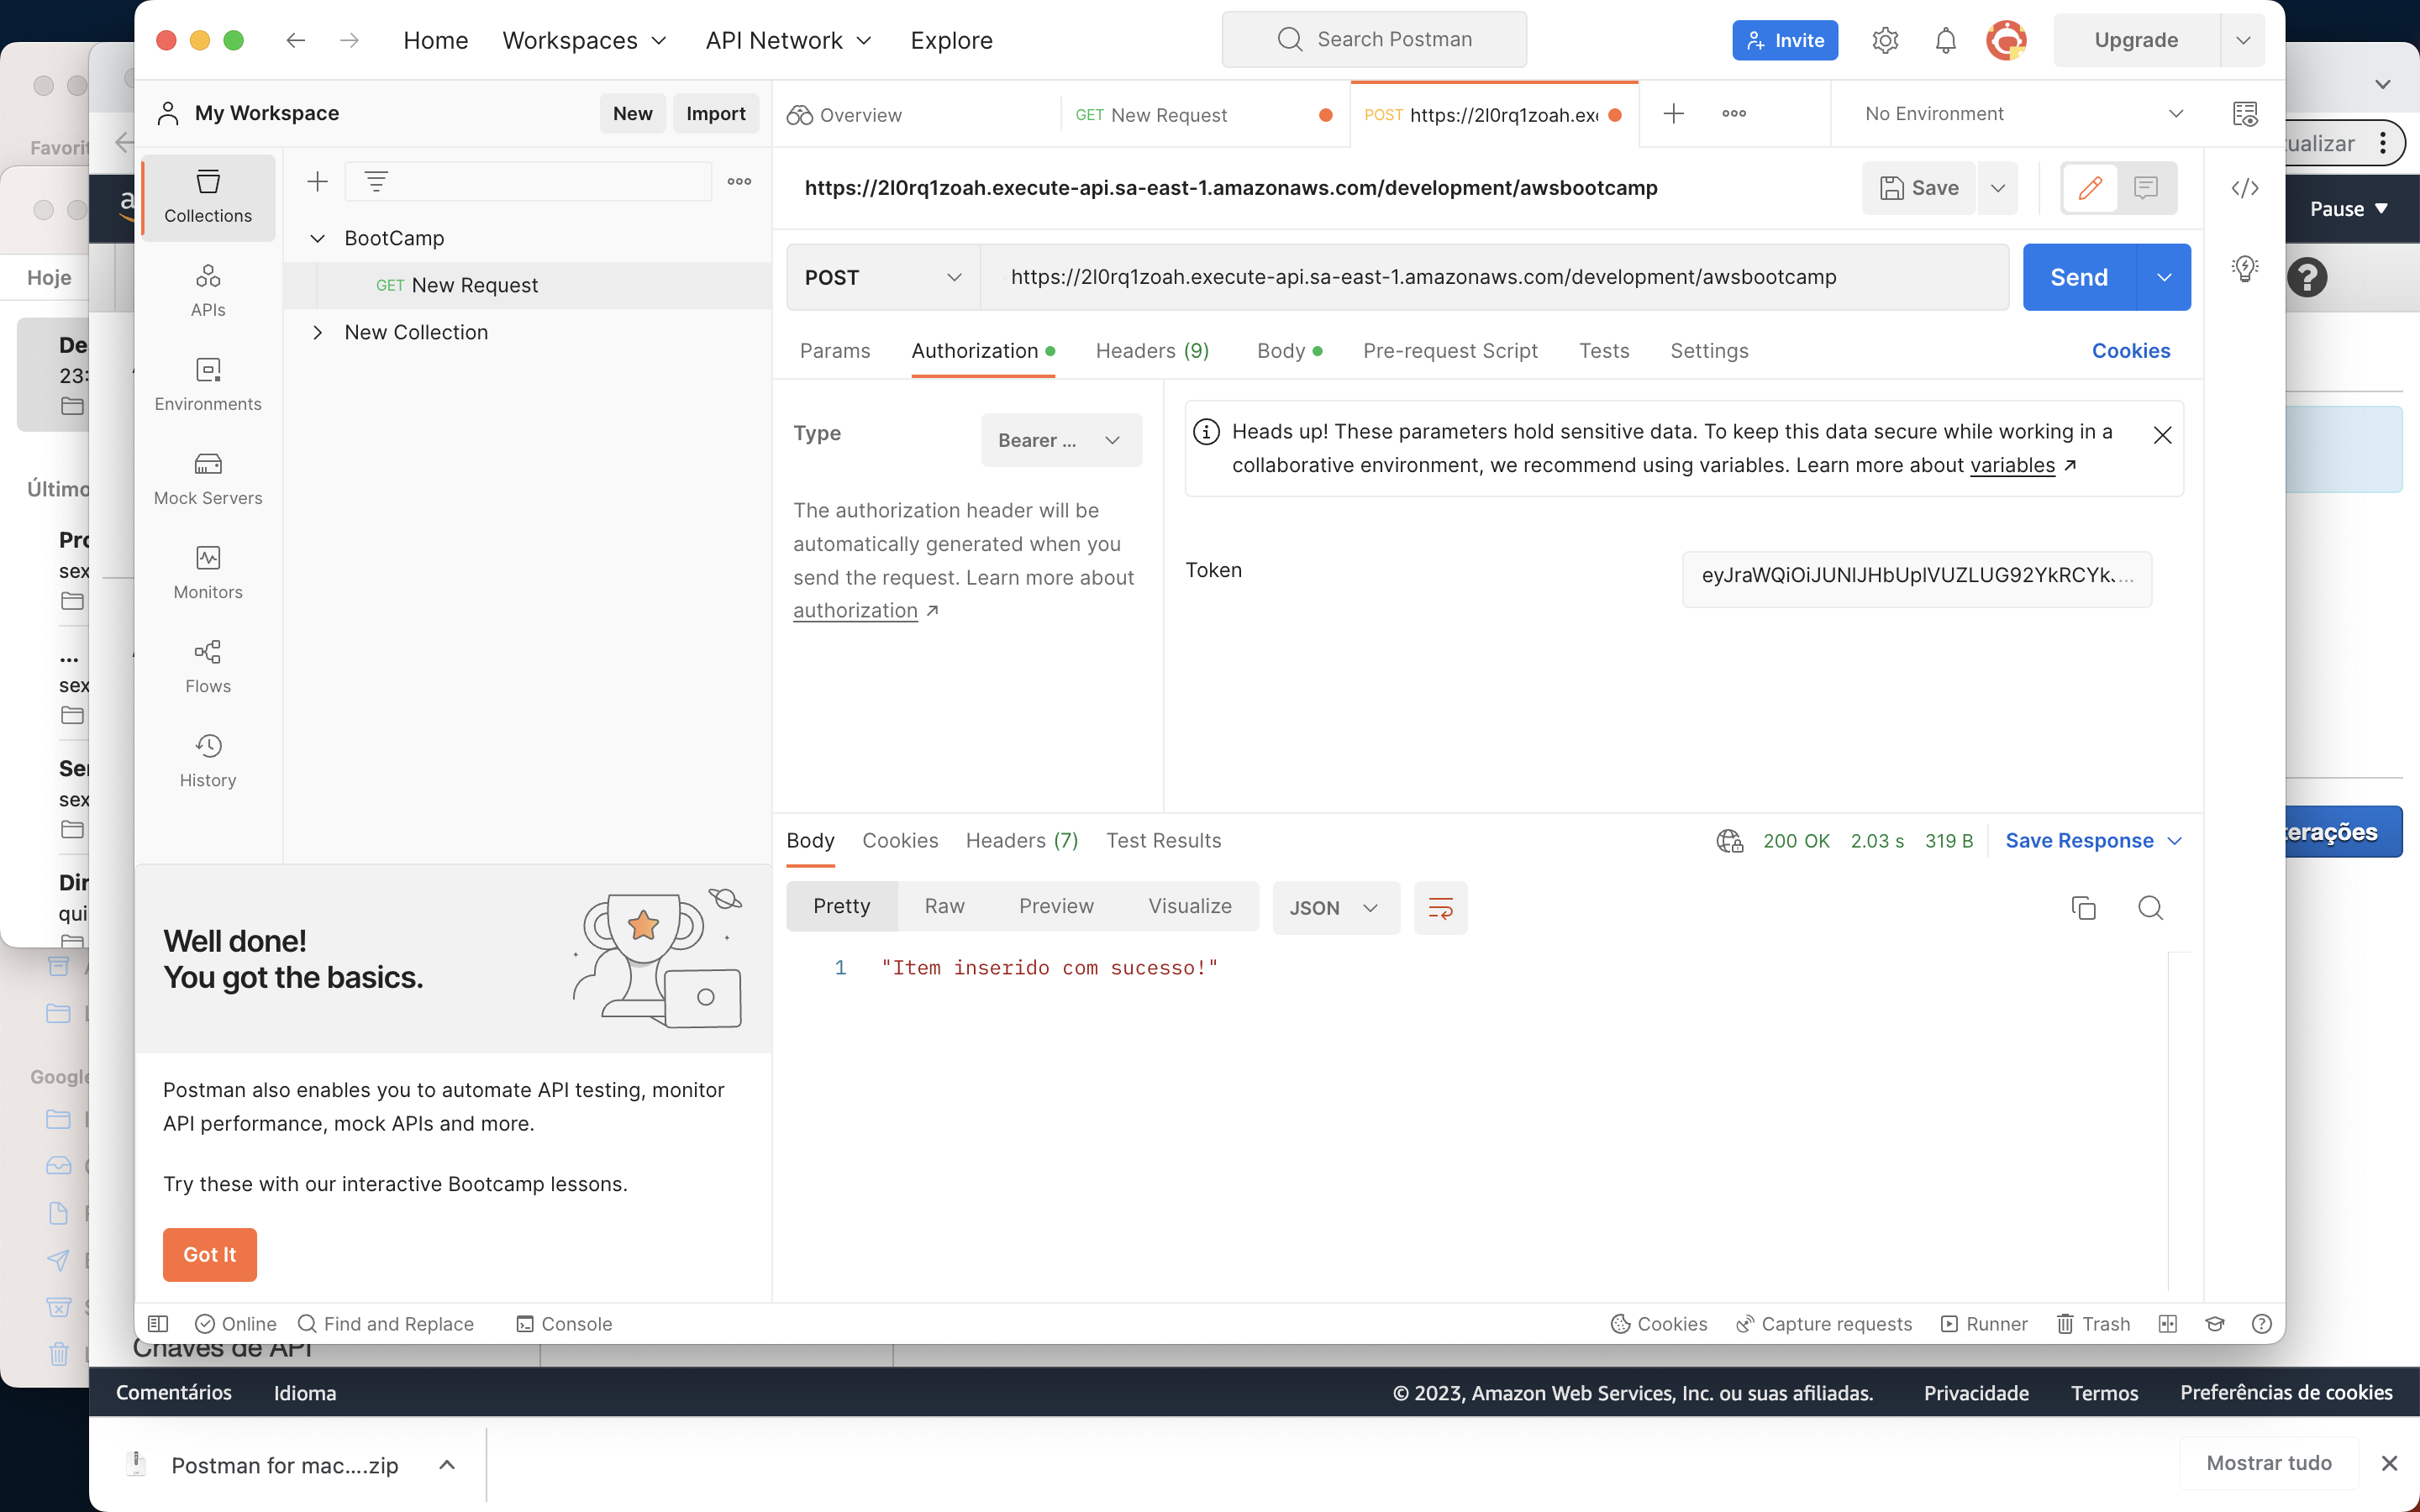 Home
Workspaces
API Network
Explore
Search Postman
Invite
Upgrade
My Workspace
New
Import
Overview
GET New Request
POST https://2l0rq1zoah.ex
No Environment
Favorit
Collections
APIs
Environments
Mock Servers
Monitors
Flows
History
BootCamp
GET New Request
New Collection
https://2l0rq1zoah.execute-api.sa-east-1.amazonaws.com/development/awsbootcamp
Save
POST
https://2l0rq1zoah.execute-api.sa-east-1.amazonaws.com/development/awsbootcamp
Send
Params
Authorization
Headers (9)
Body
Pre-request Script
Tests
Settings
Cookies
Type
Bearer ...
The authorization header will be
automatically generated when you
send the request. Learn more about
authorization
Heads up! These parameters hold sensitive data. To keep this data secure while working in a
collaborative environment, we recommend using variables. Learn more about variables
Token
Body
Cookies
Headers (7)
Test Results
200 OK
2.03 s
319 B
Save Response
Pretty
Raw
Preview
Visualize
JSON
1 "Item inserido com sucesso!"
Well done!
You got the basics.
Postman also enables you to automate API testing, monitor
API performance, mock APIs and more.
Try these with our interactive Bootcamp lessons.
Got It
Online
Find and Replace
Console
Cookies
Capture requests
Runner
Trash
Hoje
De
23:
Último
Pro
sex
...
sex
Ser
sex
Dir
qui
Google
ualizar
Pause
terações
Chaves de API
Comentários
Idioma
© 2023, Amazon Web Services, Inc. ou suas afiliadas.
Privacidade
Termos
Preferências de cookies
Postman for mac....zip
Mostrar tudo